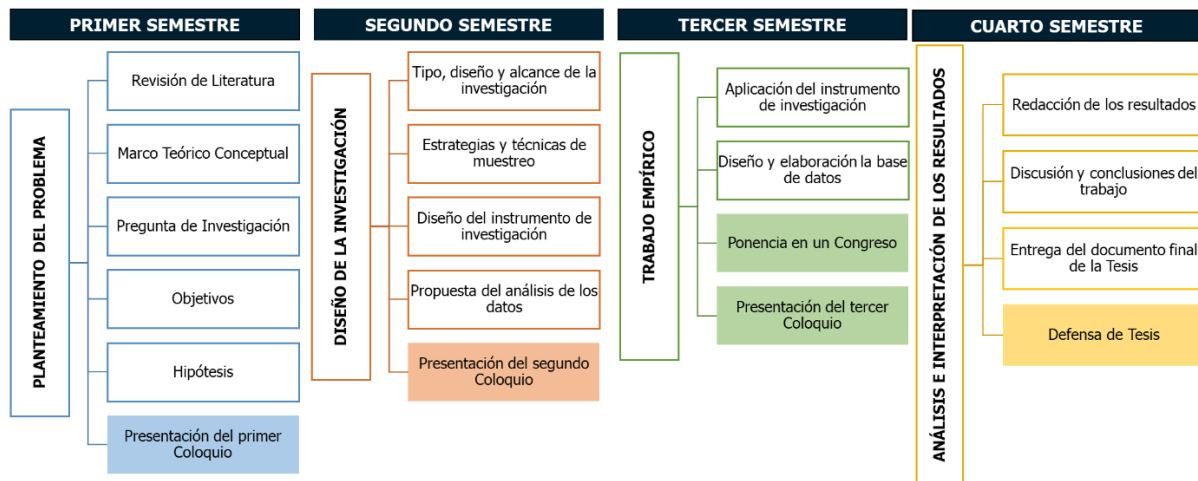 PRIMER SEMESTRE
PLANTEAMIENTO DEL PROBLEMA
Revisión de Literatura
Marco Teórico Conceptual
Pregunta de Investigación
Objetivos
Hipótesis
Presentación del primer
Coloquio
SEGUNDO SEMESTRE
DISEÑO DE LA INVESTIGACIÓN
Tipo, diseño y alcance de la
investigación
Estrategias y técnicas de
muestreo
Diseño del instrumento de
investigación
Propuesta del análisis de los
datos
Presentación del segundo
Coloquio
TERCER SEMESTRE
TRABAJO EMPÍRICO
Aplicación del instrumento
de investigación
Diseño y elaboración la base
de datos
Ponencia en un Congreso
Presentación del tercer
Coloquio
CUARTO SEMESTRE
ANÁLISIS E INTERPRETACIÓN DE LOS RESULTADOS
Redacción de los resultados
Discusión y conclusiones del
trabajo
Entrega del documento final
de la Tesis
Defensa de Tesis